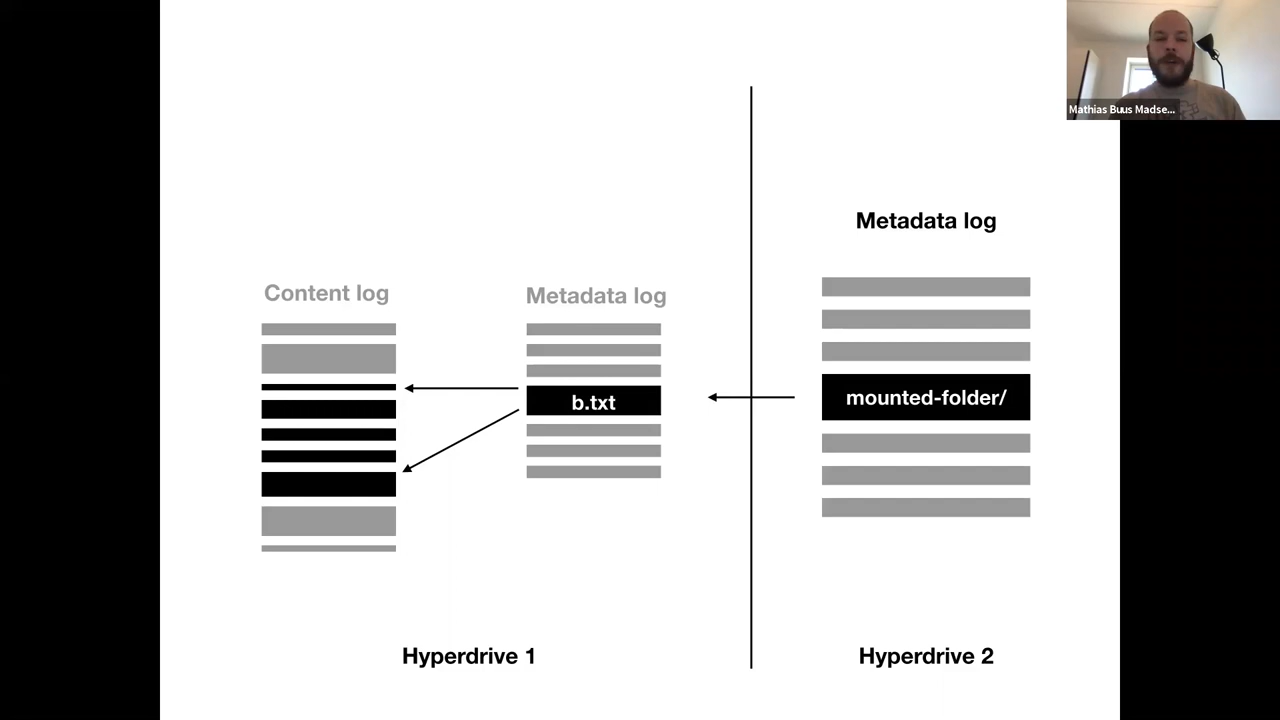 Mathias Buus Madse...
Metadata log
Content log
Metadata log
b.txt
mounted-folder/
Hyperdrive 1
Hyperdrive 2